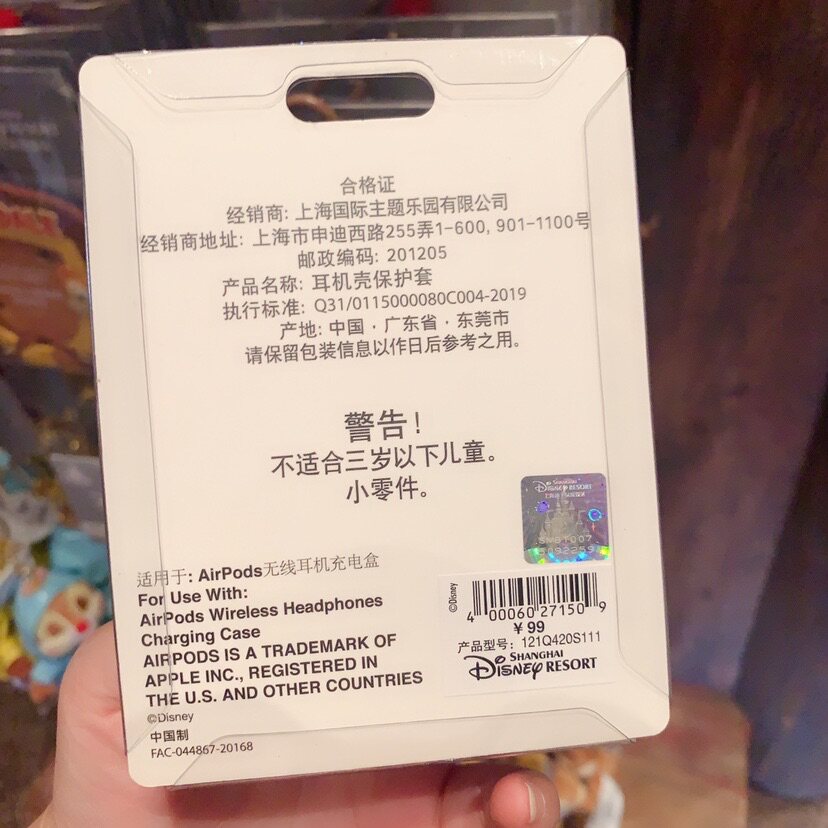 合格证
经销商: 上海国际主题乐园有限公司
经销商地址: 上海市申迪西路255弄1-600, 901-1100号
邮政编码: 201205
产品名称: 耳机壳保护套
执行标准: Q31/0115000080C004-2019
产地: 中国·广东省·东莞市
请保留包装信息以作日后参考之用。
警告!
不适合三岁以下儿童。
小零件。
SHANGHAI
DISNEY RESORT
适用于: AirPods无线耳机充电盒
For Use With:
AirPods Wireless Headphones
Charging Case
AIRPODS IS A TRADEMARK OF
APPLE INC., REGISTERED IN
THE U.S. AND OTHER COUNTRIES
©Disney
中国制
FAC-044867-20168
©Disney
4 00060 27150 9
¥ 99
产品型号: 121Q420S111
SHANGHAI
DISNEY RESORT